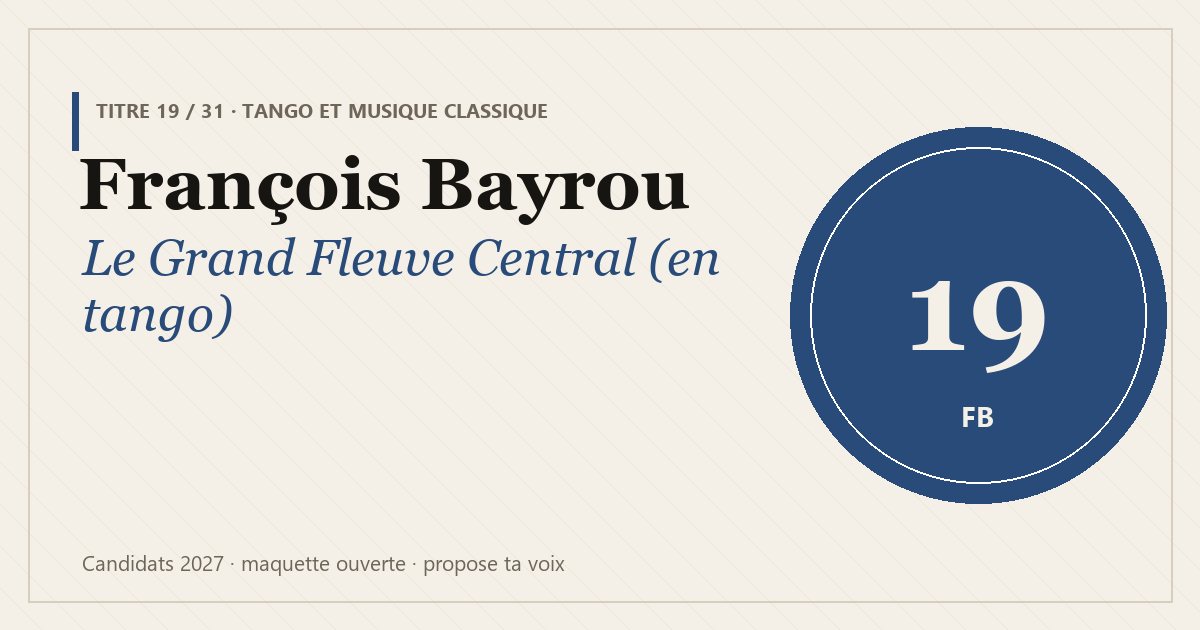 TITRE 19 / 31 · TANGO ET MUSIQUE CLASSIQUE
François Bayrou
Le Grand Fleuve Central (en
tango)
19
FB
Candidats 2027 · maquette ouverte · propose ta voix